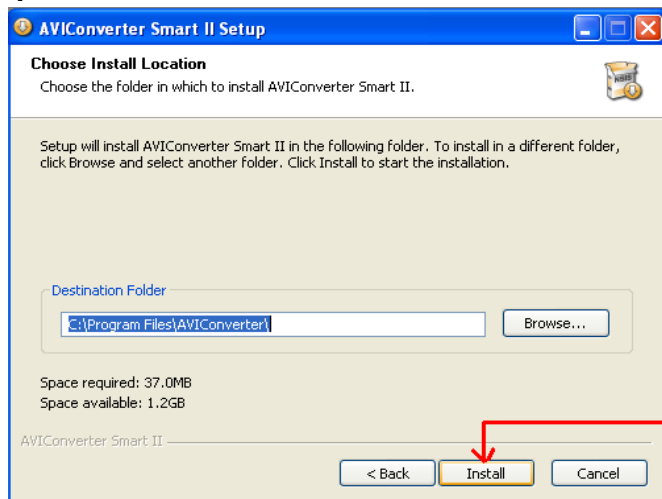 AVIConverter Smart II Setup
Choose Install Location
Choose the folder in which to install AVIConverter Smart II.
NSIS
Setup will install AVIConverter Smart II in the following folder. To install in a different folder,
click Browse and select another folder. Click Install to start the installation.
Destination Folder
C:\Program Files\AVIConverter\
Browse...
Space required: 37.0MB
Space available: 1.2GB
AVIConverter Smart II
< Back
Install
Cancel